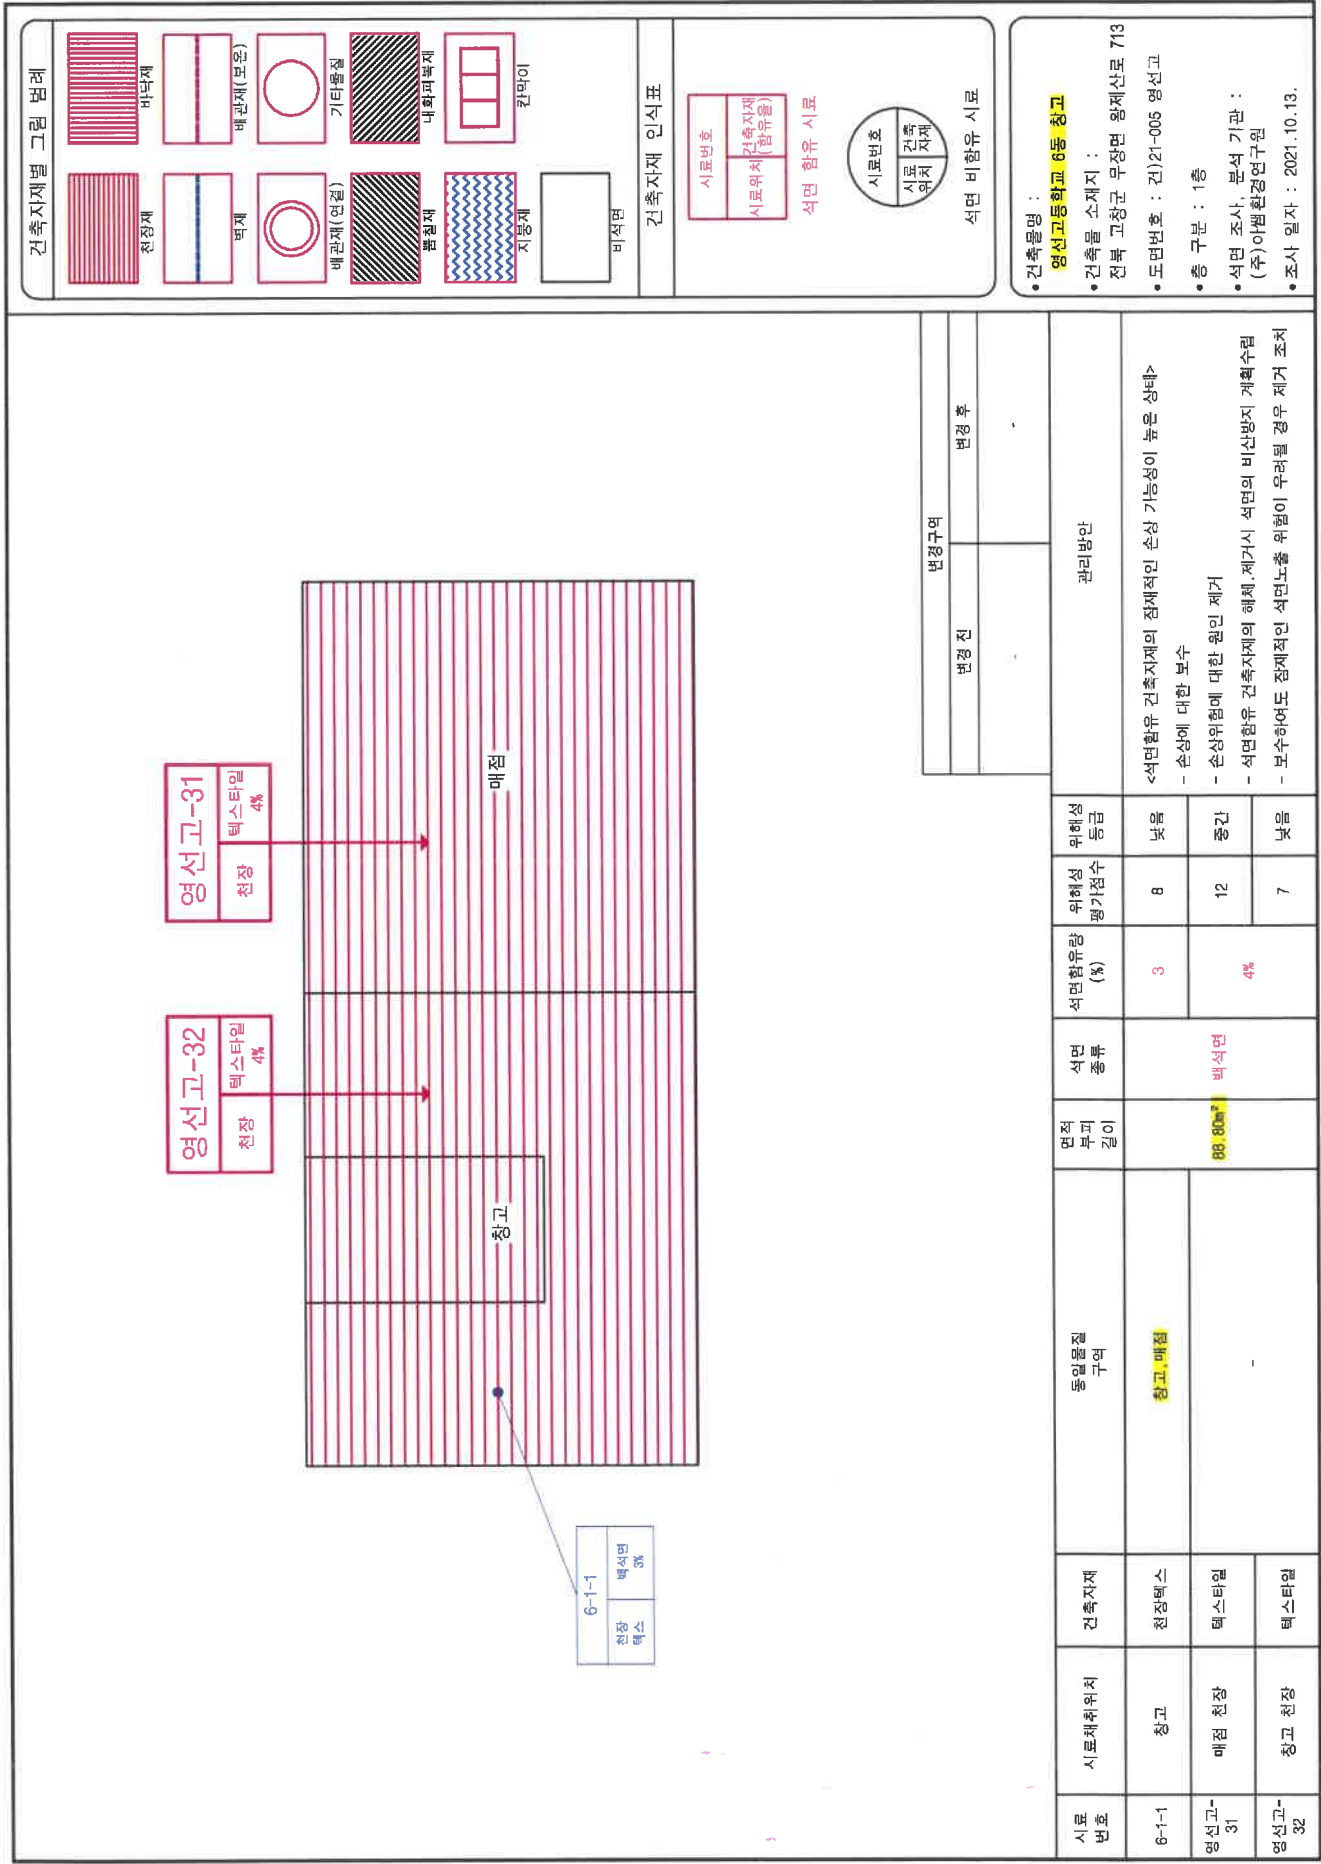 건축자재별 그림 범례
천장재
바닥재
벽재
배관재(보온)
배관재(연결)
기타물질
뿜칠재
내화피복재
지붕재
칸막이
비석면
건축자재 인식표
시료번호
시료위치
건축자재
(함유율)
석면 함유 시료
시료번호
시료
위치
건축
자재
석면 비함유 시료
• 건축물명 :
영선고등학교 6동 창고
• 건축물 소재지 :
전북 고창군 무장면 왕제산로 713
• 도면번호 : 건)21-005 영선고
• 층 구분 : 1층
• 석면 조사, 분석 기관 :
(주)아썸환경연구원
• 조사 일자 : 2021.10.13.
영선고-32
천장
텍스타일
4%
영선고-31
천장
텍스타일
4%
창고
매점
6-1-1
천장
텍스
백석면
3%
변경구역
변경 전
변경 후
-
-
시료
번호
시료채취위치
건축자재
동일물질
구역
면적
부피
길이
석면
종류
석면함유량
(%)
위해성
평가점수
위해성
등급
관리방안
6-1-1
창고
천장텍스
창고,매점
3
8
낮음
영선고-
31
매점 천장
텍스타일
-
88.80m²
백석면
4%
12
중간
영선고-
32
창고 천장
텍스타일
7
낮음
<석면함유 건축자재의 잠재적인 손상 가능성이 높은 상태>
- 손상에 대한 보수
- 손상위험에 대한 원인 제거
- 석면함유 건축자재의 해체,제거시 석면의 비산방지 계획수립
- 보수하여도 잠재적인 석면노출 위험이 우려될 경우 제거 조치